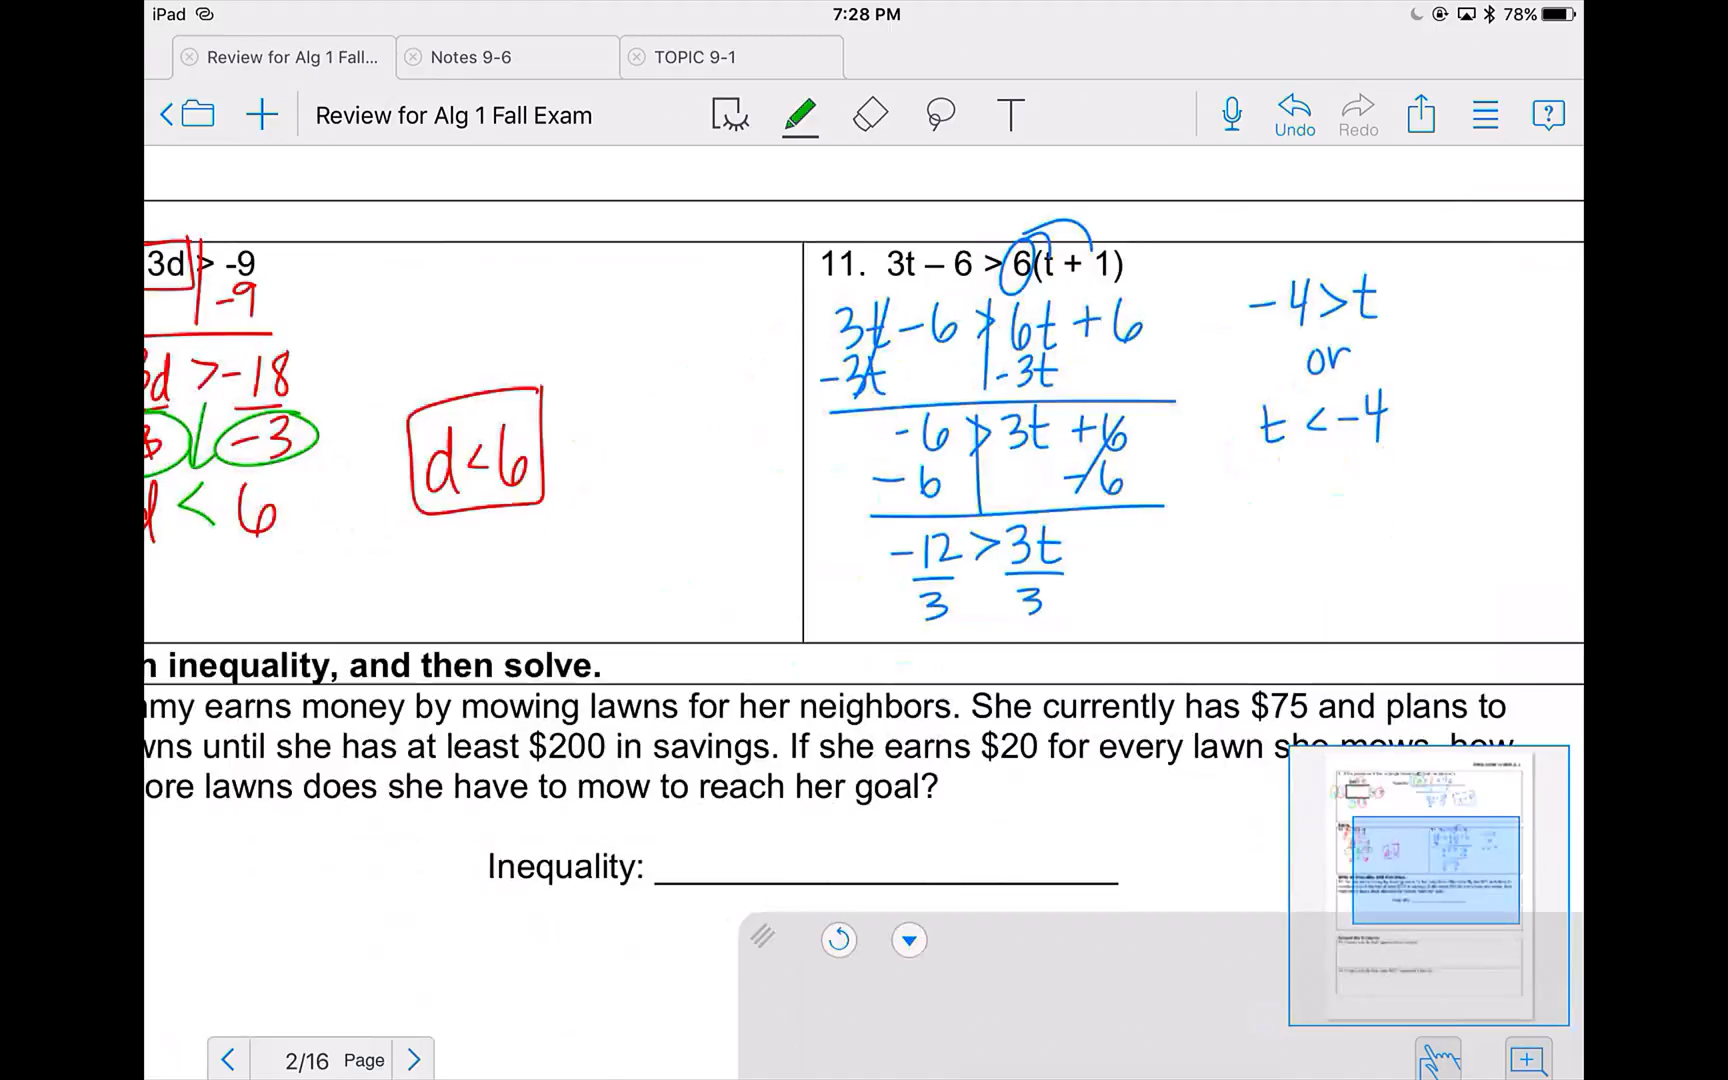 iPad 7:28 PM 78%
Review for Alg 1 Fall... Notes 9-6 TOPIC 9-1
Review for Alg 1 Fall Exam T Undo Redo ?
3d > -9
-9
d > -18
-3
< 6
d < 6
11. 3t – 6 > 6(t + 1)
3t - 6 > 6t + 6
-3t -3t
-6 > 3t + 6
-6 -6
-12 > 3t
3 3
-4 > t
or
t < -4
n inequality, and then solve.
my earns money by mowing lawns for her neighbors. She currently has $75 and plans to
wns until she has at least $200 in savings. If she earns $20 for every lawn she mows, how
ore lawns does she have to mow to reach her goal?
Inequality:
2/16 Page